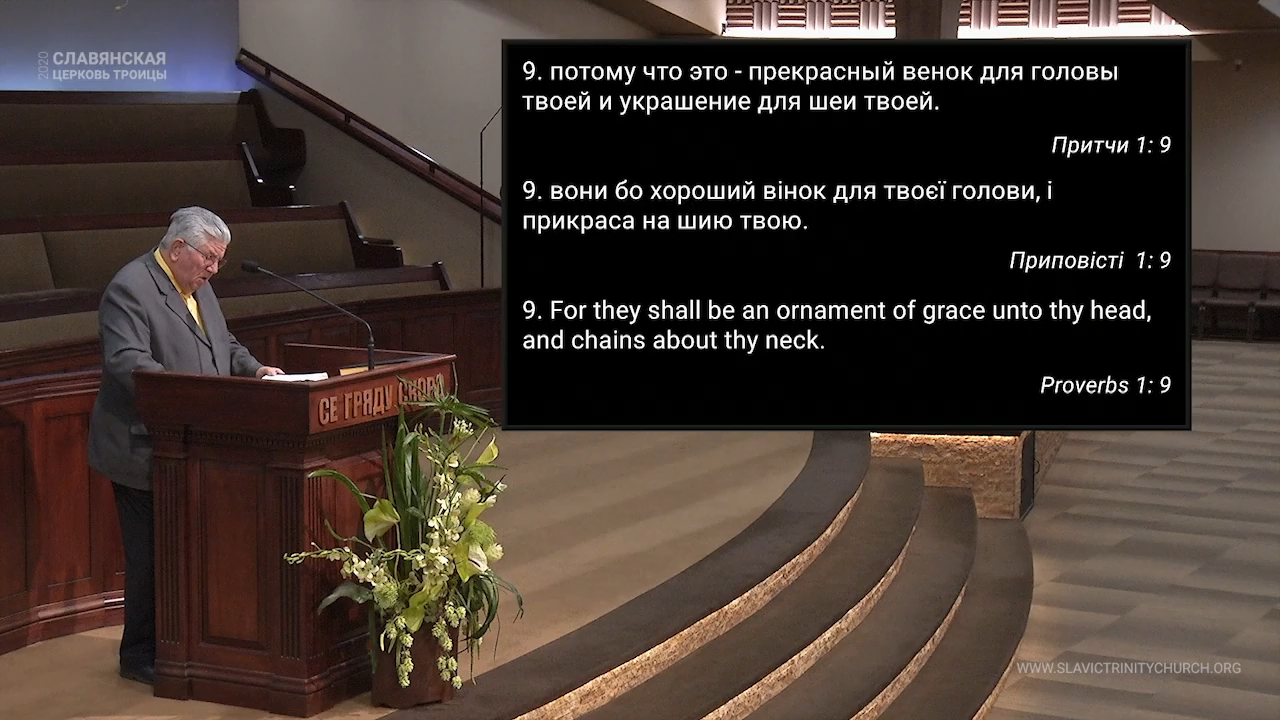 2020
СЛАВЯНСКАЯ
ЦЕРКОВЬ ТРОИЦЫ
9. потому что это - прекрасный венок для головы
твоей и украшение для шеи твоей.
Притчи 1: 9
9. вони бо хороший вінок для твоєї голови, і
прикраса на шию твою.
Приповісті 1: 9
9. For they shall be an ornament of grace unto thy head,
and chains about thy neck.
Proverbs 1: 9
СЕ ГРЯДУ СКОРО
WWW.SLAVICTRINITYCHURCH.ORG